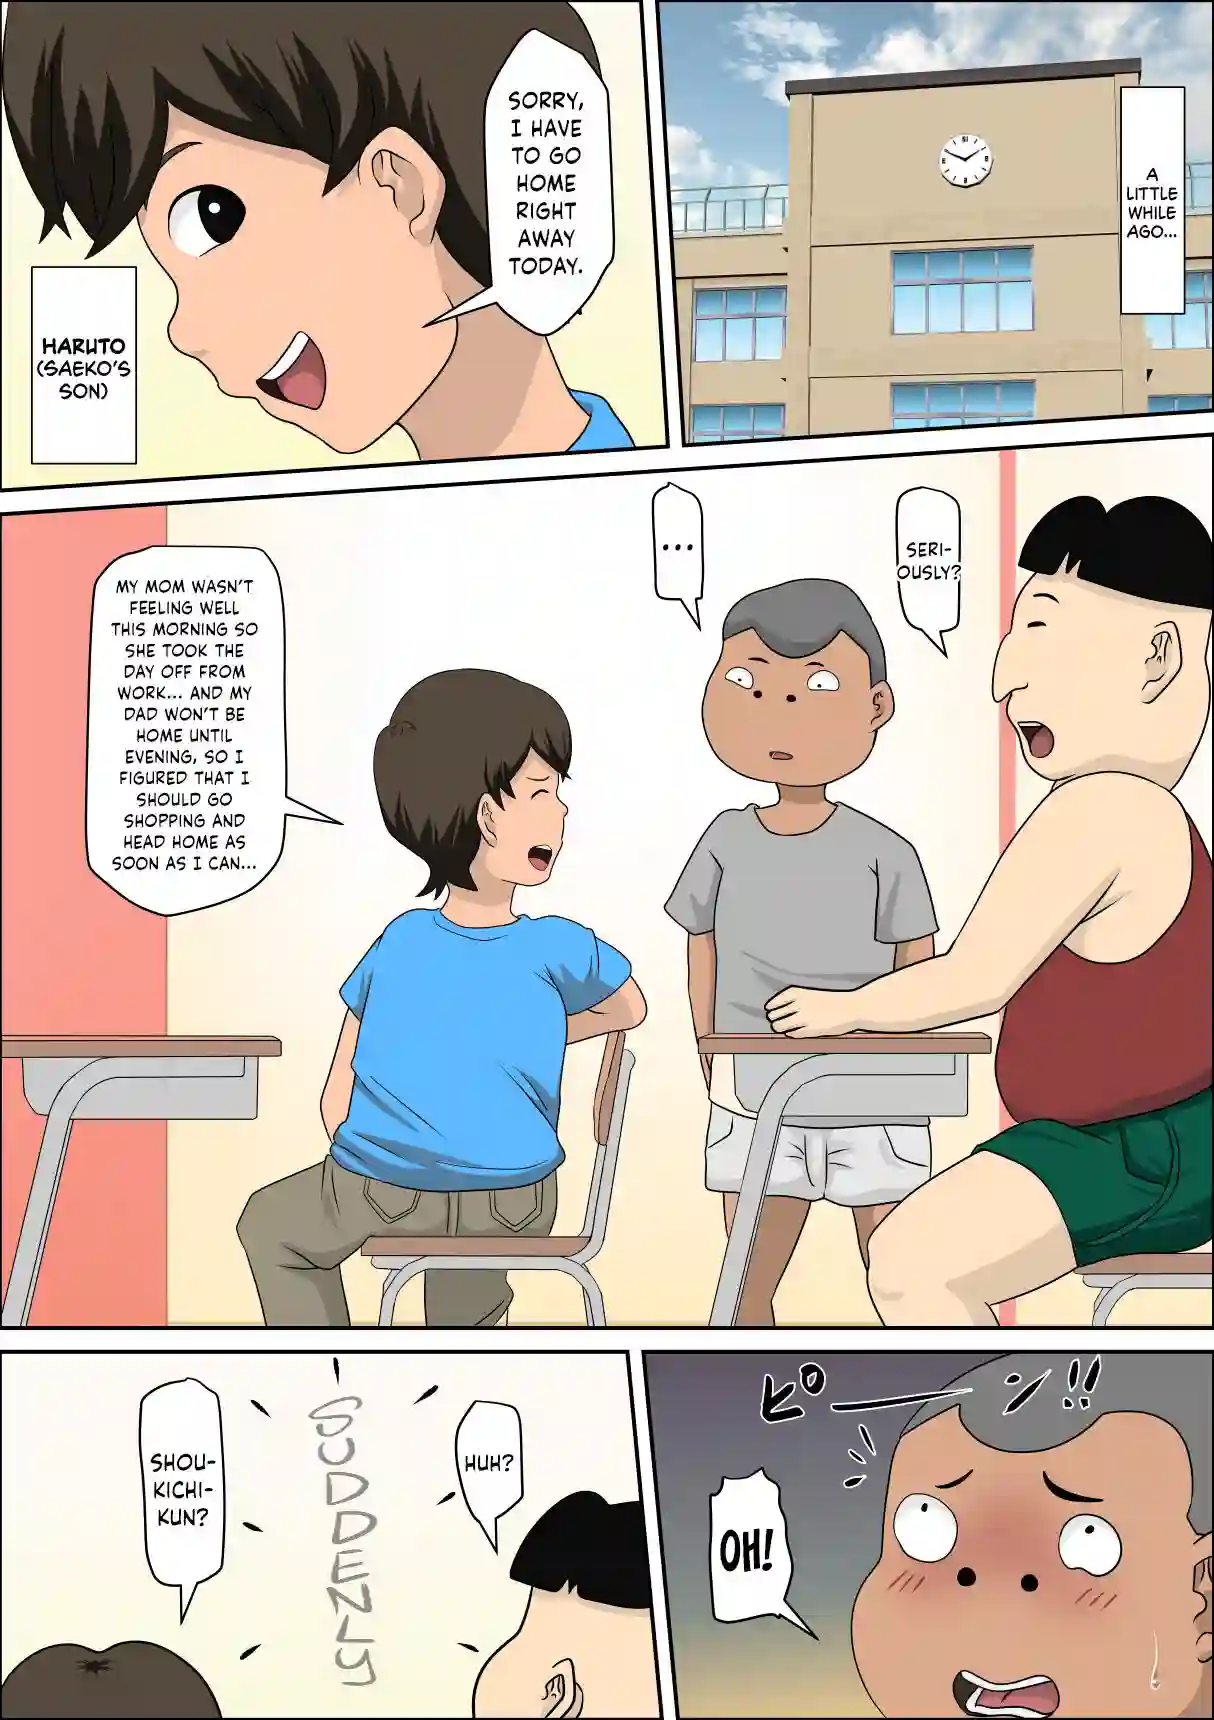 A
LITTLE
WHILE
AGO...
SORRY,
I HAVE
TO GO
HOME
RIGHT
AWAY
TODAY.
HARUTO
(SAEKO'S
SON)
SERI-
OUSLY?
...
MY MOM WASN'T
FEELING WELL
THIS MORNING SO
SHE TOOK THE
DAY OFF FROM
WORK... AND MY
DAD WON'T BE
HOME UNTIL
EVENING, SO I
FIGURED THAT I
SHOULD GO
SHOPPING AND
HEAD HOME AS
SOON AS I CAN...
ピーン!!
OH!
HUH?
SUDDENLY
SHOU-
KICHI-
KUN?